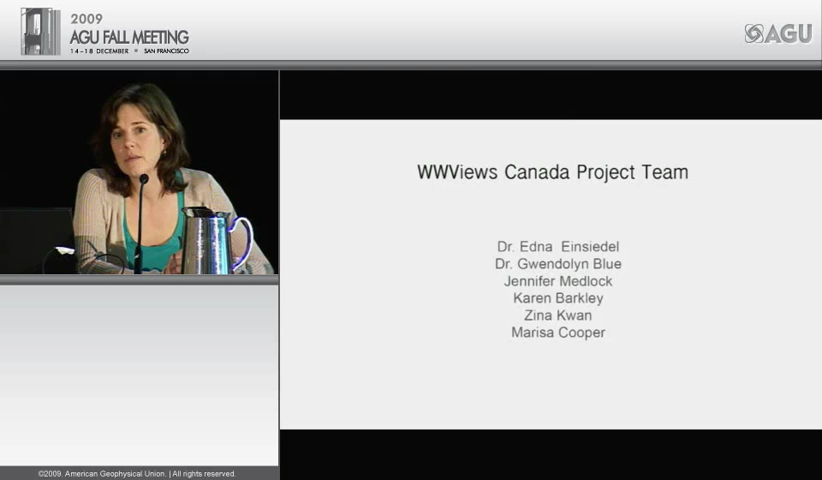 2009
AGU FALL MEETING
14 - 18 DECEMBER • SAN FRANCISCO
AGU
WWViews Canada Project Team
Dr. Edna Einsiedel
Dr. Gwendolyn Blue
Jennifer Medlock
Karen Barkley
Zina Kwan
Marisa Cooper
©2009. American Geophysical Union. | All rights reserved.